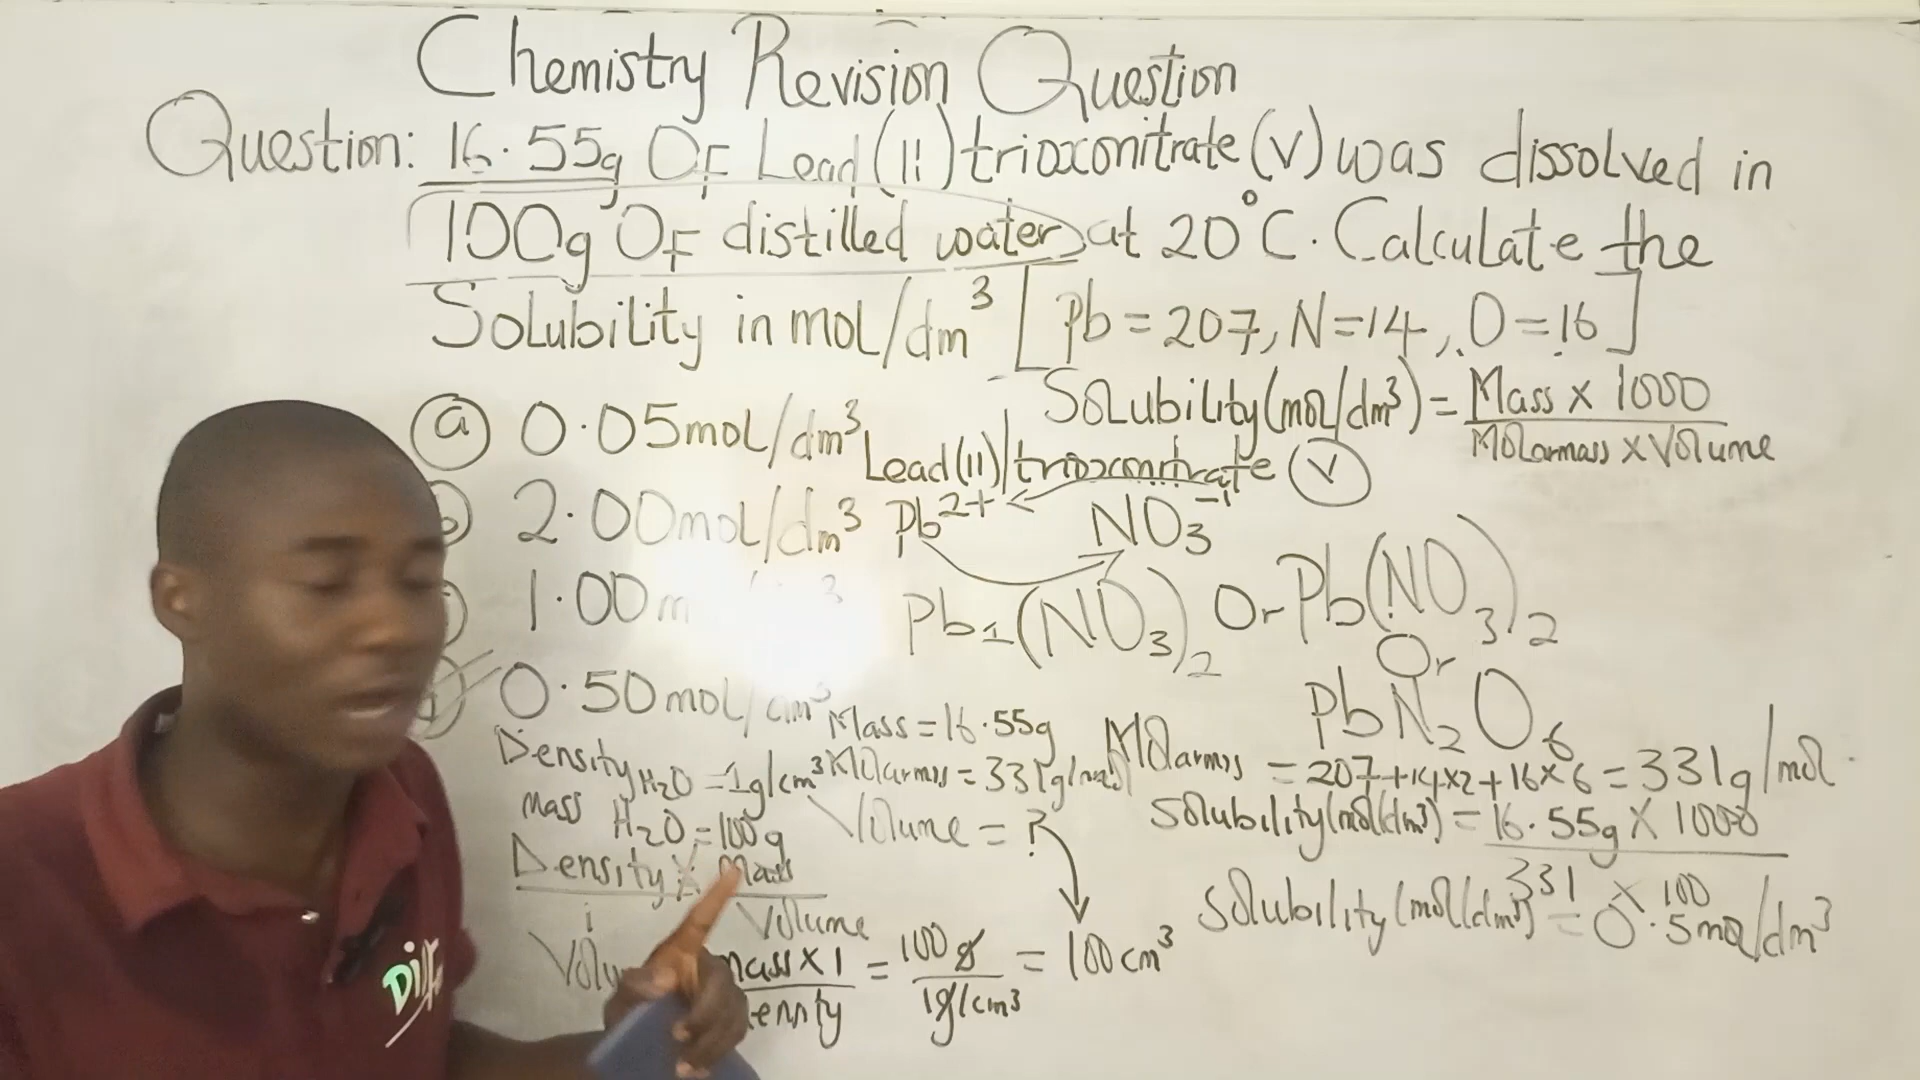 Chemistry Revision Question
Question: 16.55g Of Lead(II)trioxonitrate(V) was dissolved in
100g Of distilled water at 20°C. Calculate the
Solubility in mol/dm³ [Pb=207, N=14, O=16]
Solubility(mol/dm³) = Mass x 1000
Molarmass x Volume
(a) 0.05mol/dm³
Lead(II)/trioxonitrate (V)
2.00mol/dm³
Pb²⁺ NO₃⁻¹
1.00m
Pb₁(NO₃)₂ Or Pb(NO₃)₂
Or
PbN₂O₆
0.50mol/dm³
Mass = 16.55g
Density H₂O = 1g/cm³
Molarmass = 331g/mol
Molarmass = 207+14x2+16x6 = 331g/mol
mass H₂O = 100g
Volume = ?
Solubility(mol/dm³) = 16.55g x 1000
331 x 100
Density Mass
1 Volume
Solubility(mol/dm³) = 0.5mol/dm³
mass x 1 = 100g = 100cm³
1g/cm³